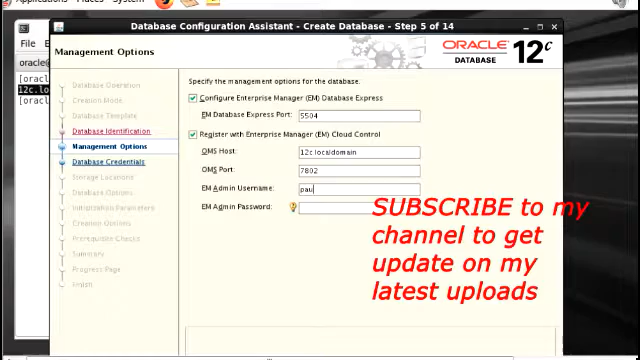 Applications Places System
Database Configuration Assistant - Create Database - Step 5 of 14
File
Management Options
ORACLE
DATABASE
12c
oracle@
[oracl
12c.lo
[oracl
Specify the management options for the database.
Database Operation
Creation Mode
Database Template
Database Identification
Management Options
Database Credentials
Storage Locations
Database Options
Initialization Parameters
Creation Options
Prerequisite Checks
Summary
Progress Page
Finish
Configure Enterprise Manager (EM) Database Express
EM Database Express Port: 5504
Register with Enterprise Manager (EM) Cloud Control
OMS Host: 12c.localdomain
OMS Port: 7802
EM Admin Username: pau
EM Admin Password:
SUBSCRIBE to my
channel to get
update on my
latest uploads